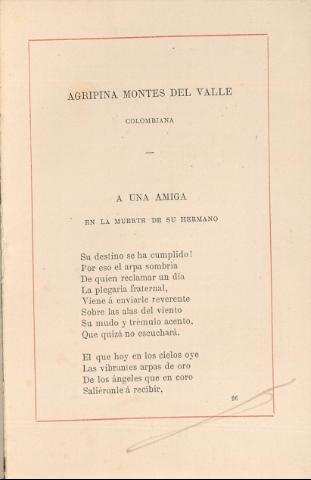 AGRIPINA MONTES DEL VALLE
COLOMBIANA
A UNA AMIGA
EN LA MUERTE DE SU HERMANO
Su destino se ha cumplido!
Por eso el arpa sombría
De quien reclamar un día
La plegaria fraternal,
Viene á enviarle reverente
Sobre las alas del viento
Su mudo y trémulo acento,
Que quizá no escuchará.
El que hoy en los cielos oye
Las vibrantes arpas de oro
De los ángeles que en coro
Saliéronle á recibir,
26